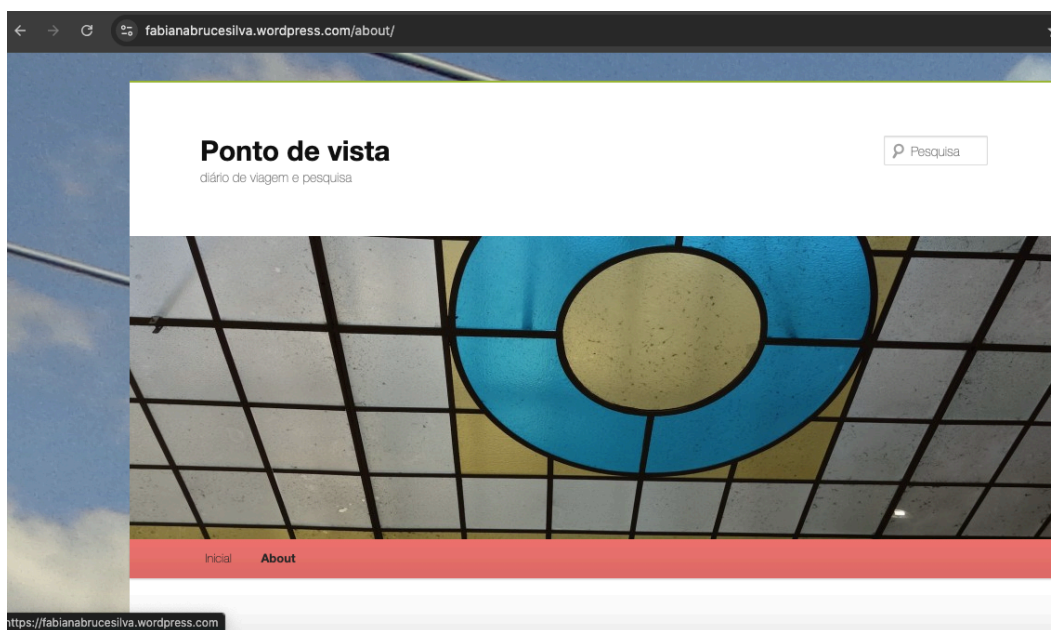 fabianabrucesilva.wordpress.com/about/
Ponto de vista
diário de viagem e pesquisa
Pesquisa
Inicial About
https://fabianabrucesilva.wordpress.com